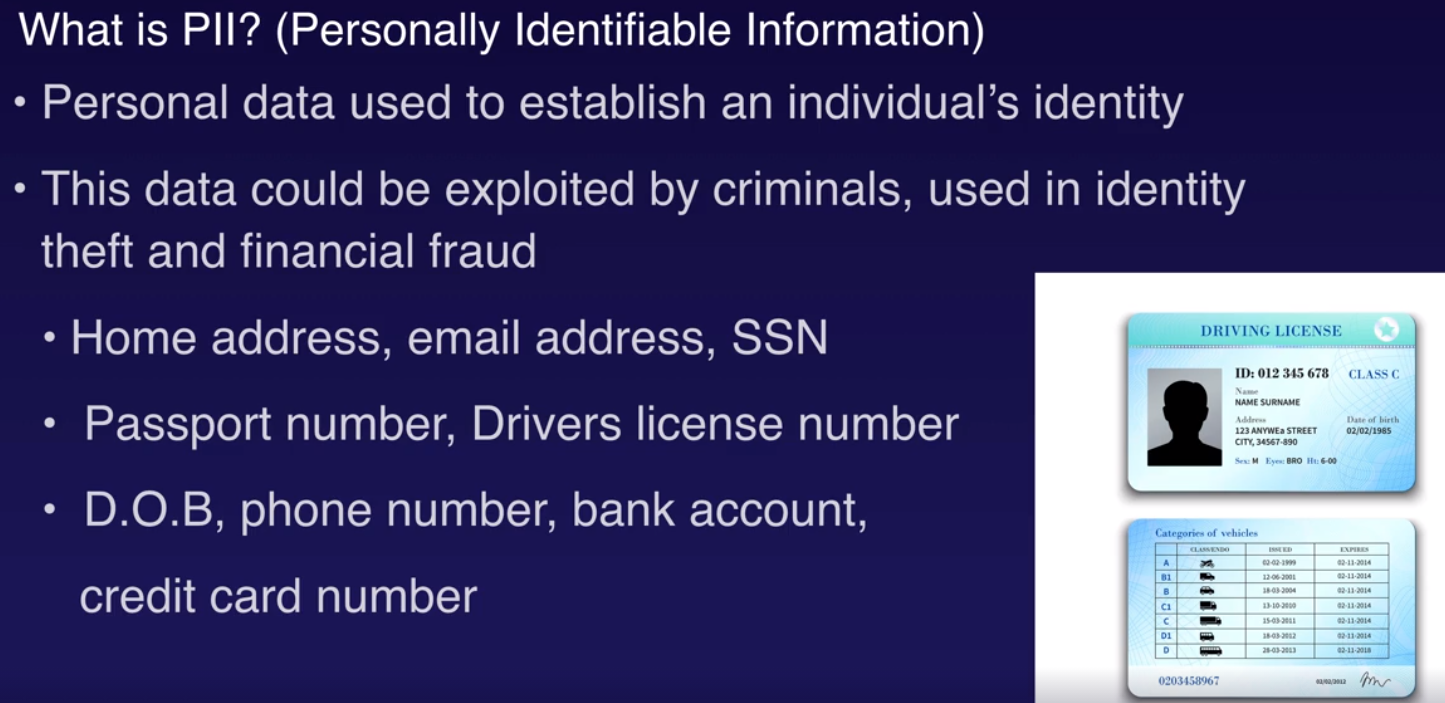 What is PII? (Personally Identifiable Information)
• Personal data used to establish an individual's identity
• This data could be exploited by criminals, used in identity
theft and financial fraud
• Home address, email address, SSN
• Passport number, Drivers license number
• D.O.B, phone number, bank account,
credit card number
DRIVING LICENSE
ID: 012 345 678 CLASS C
Name
NAME SURNAME
Address Date of birth
123 ANYWEa STREET 02/02/1985
CITY, 34567-890
Sex: M Eyes: BRO Ht: 6-00
Categories of vehicles
CLASS/ENDO ISSUED EXPIRES
A 02-02-1999 02-11-2014
B1 12-06-2001 02-11-2014
B 18-03-2004 02-11-2014
C1 13-10-2010 02-11-2014
C 15-03-2011 02-11-2014
D1 18-03-2012 02-11-2014
D 28-03-2013 02-11-2018
0203458967 02/02/2012